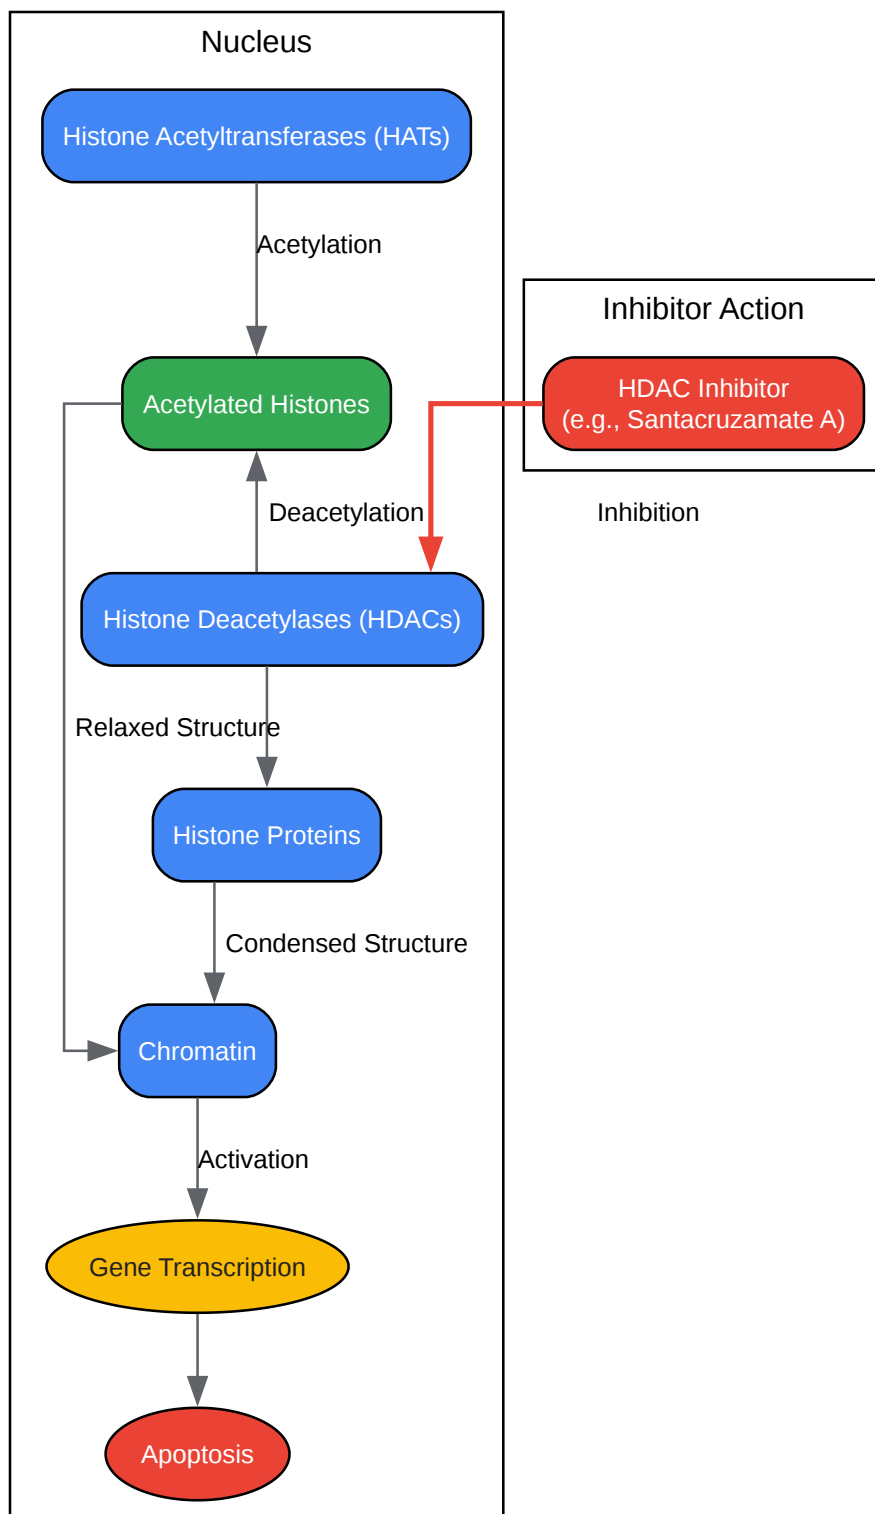 Nucleus
Histone Acetyltransferases (HATs)
Acetylation
Inhibitor Action
HDAC Inhibitor
(e.g., Santacruzamate A)
Acetylated Histones
Deacetylation
Inhibition
Histone Deacetylases (HDACs)
Relaxed Structure
Histone Proteins
Condensed Structure
Chromatin
Activation
Gene Transcription
Apoptosis